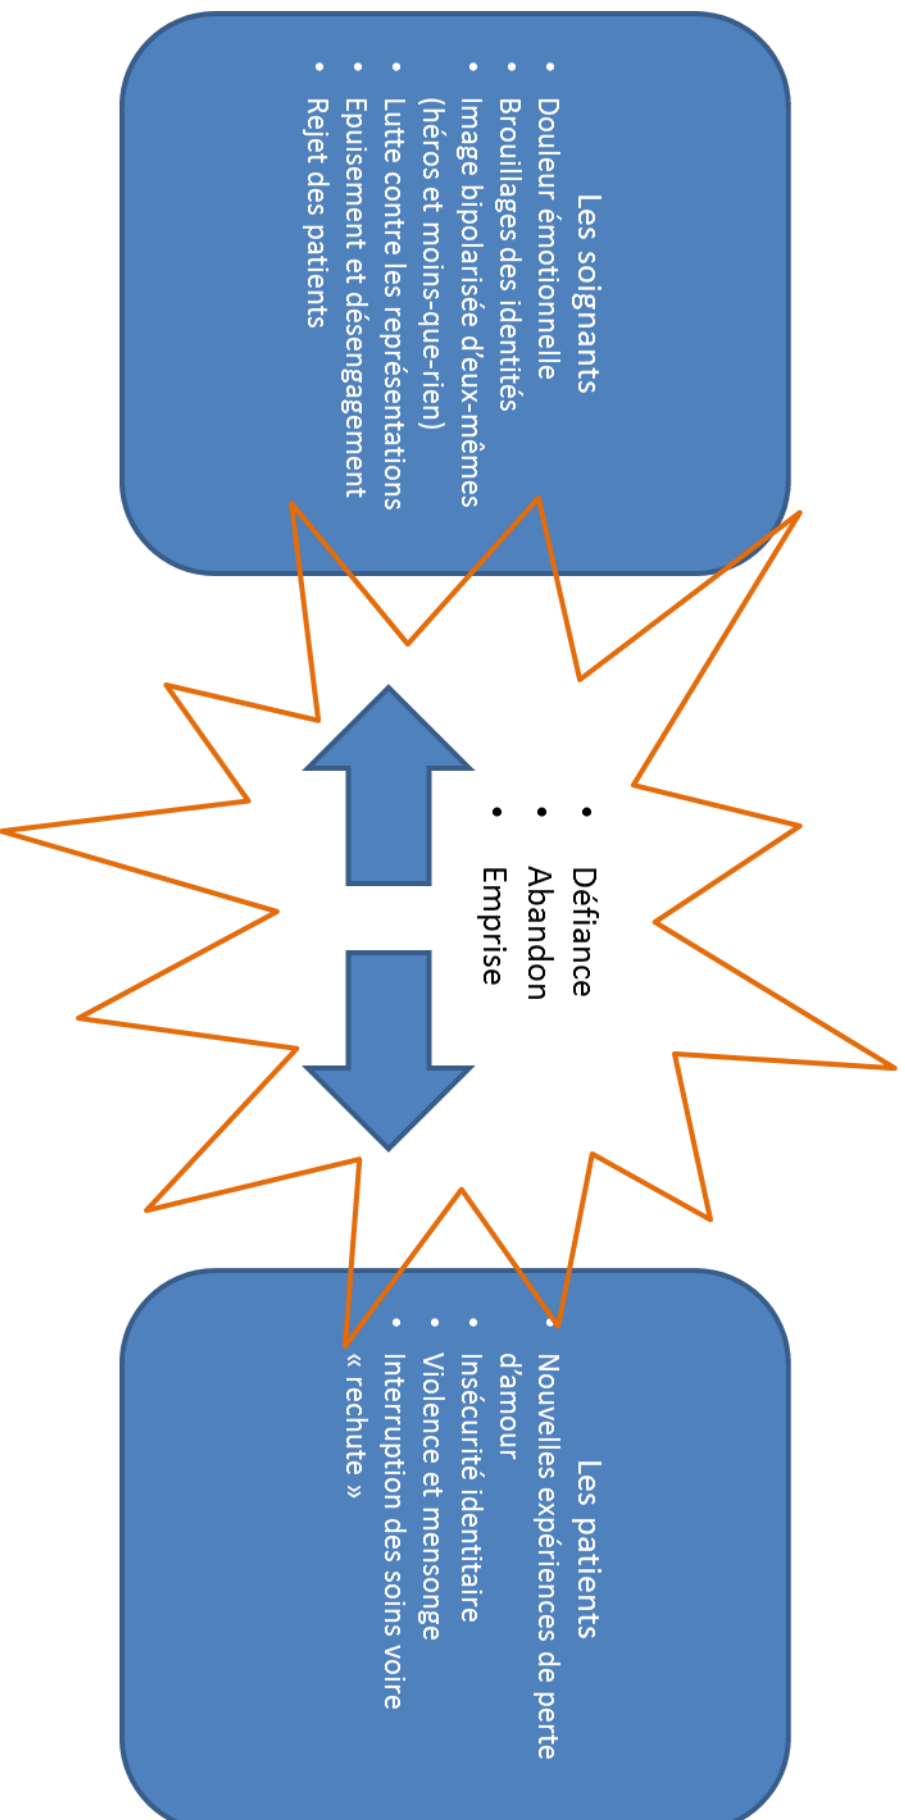 Les soignants
• Douleur émotionnelle
• Brouillages des identités
• Image bipolarisée d'eux-mêmes
(héros et moins-que-rien)
• Lutte contre les représentations
• Epuisement et désengagement
• Rejet des patients
• Défiance
• Abandon
• Emprise
Les patients
• Nouvelles expériences de perte
d'amour
• Insécurité identitaire
• Violence et mensonge
• Interruption des soins voire
« rechute »